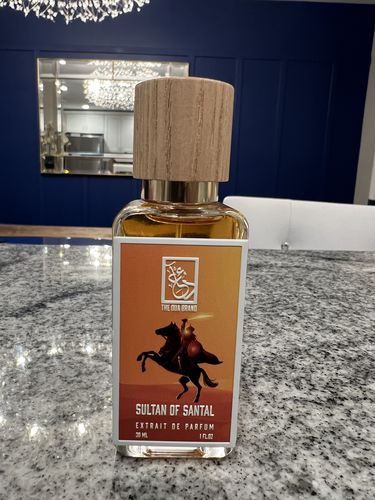 THE DUA BRAND
SULTAN OF SANTAL
EXTRAIT DE PARFUM
30 ML 1 FL OZ